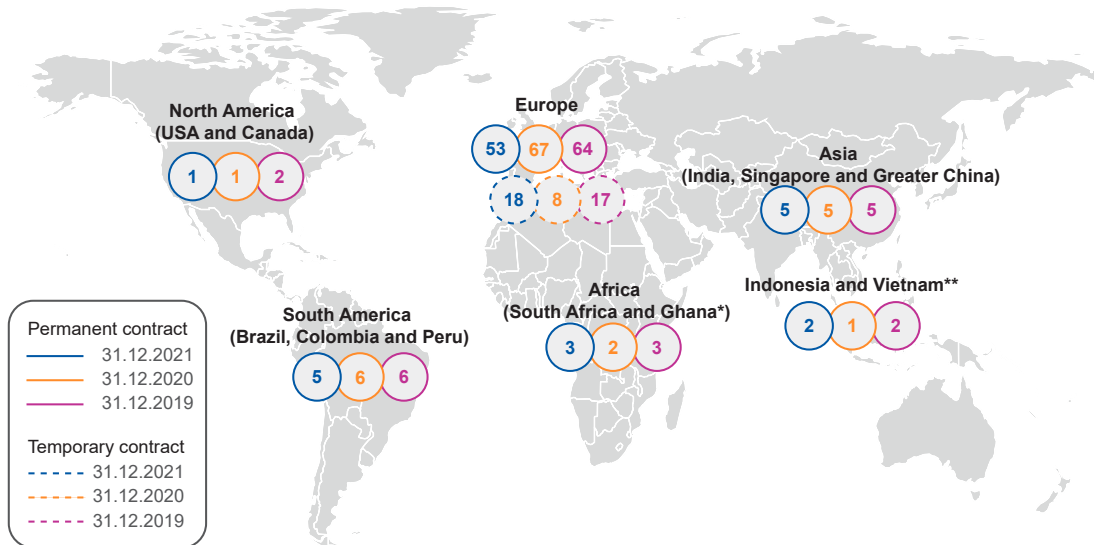 North America
(USA and Canada)
1 1 2
Europe
53 67 64
18 8 17
Asia
(India, Singapore and Greater China)
5 5 5
Indonesia and Vietnam**
2 1 2
Africa
(South Africa and Ghana*)
3 2 3
South America
(Brazil, Colombia and Peru)
5 6 6
Permanent contract
31.12.2021
31.12.2020
31.12.2019
Temporary contract
31.12.2021
31.12.2020
31.12.2019